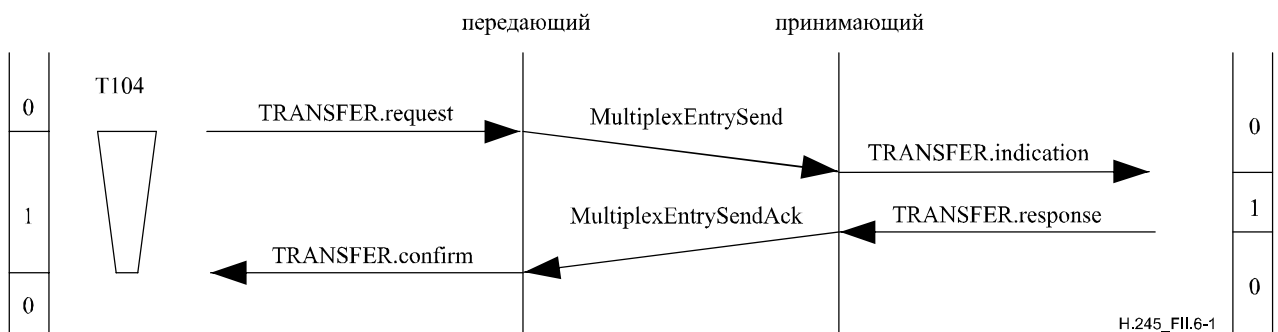 передающий принимающий
T104
0
TRANSFER.request
MultiplexEntrySend
0
TRANSFER.indication
1
MultiplexEntrySendAck
TRANSFER.response
1
TRANSFER.confirm
0
0
H.245_FII.6-1